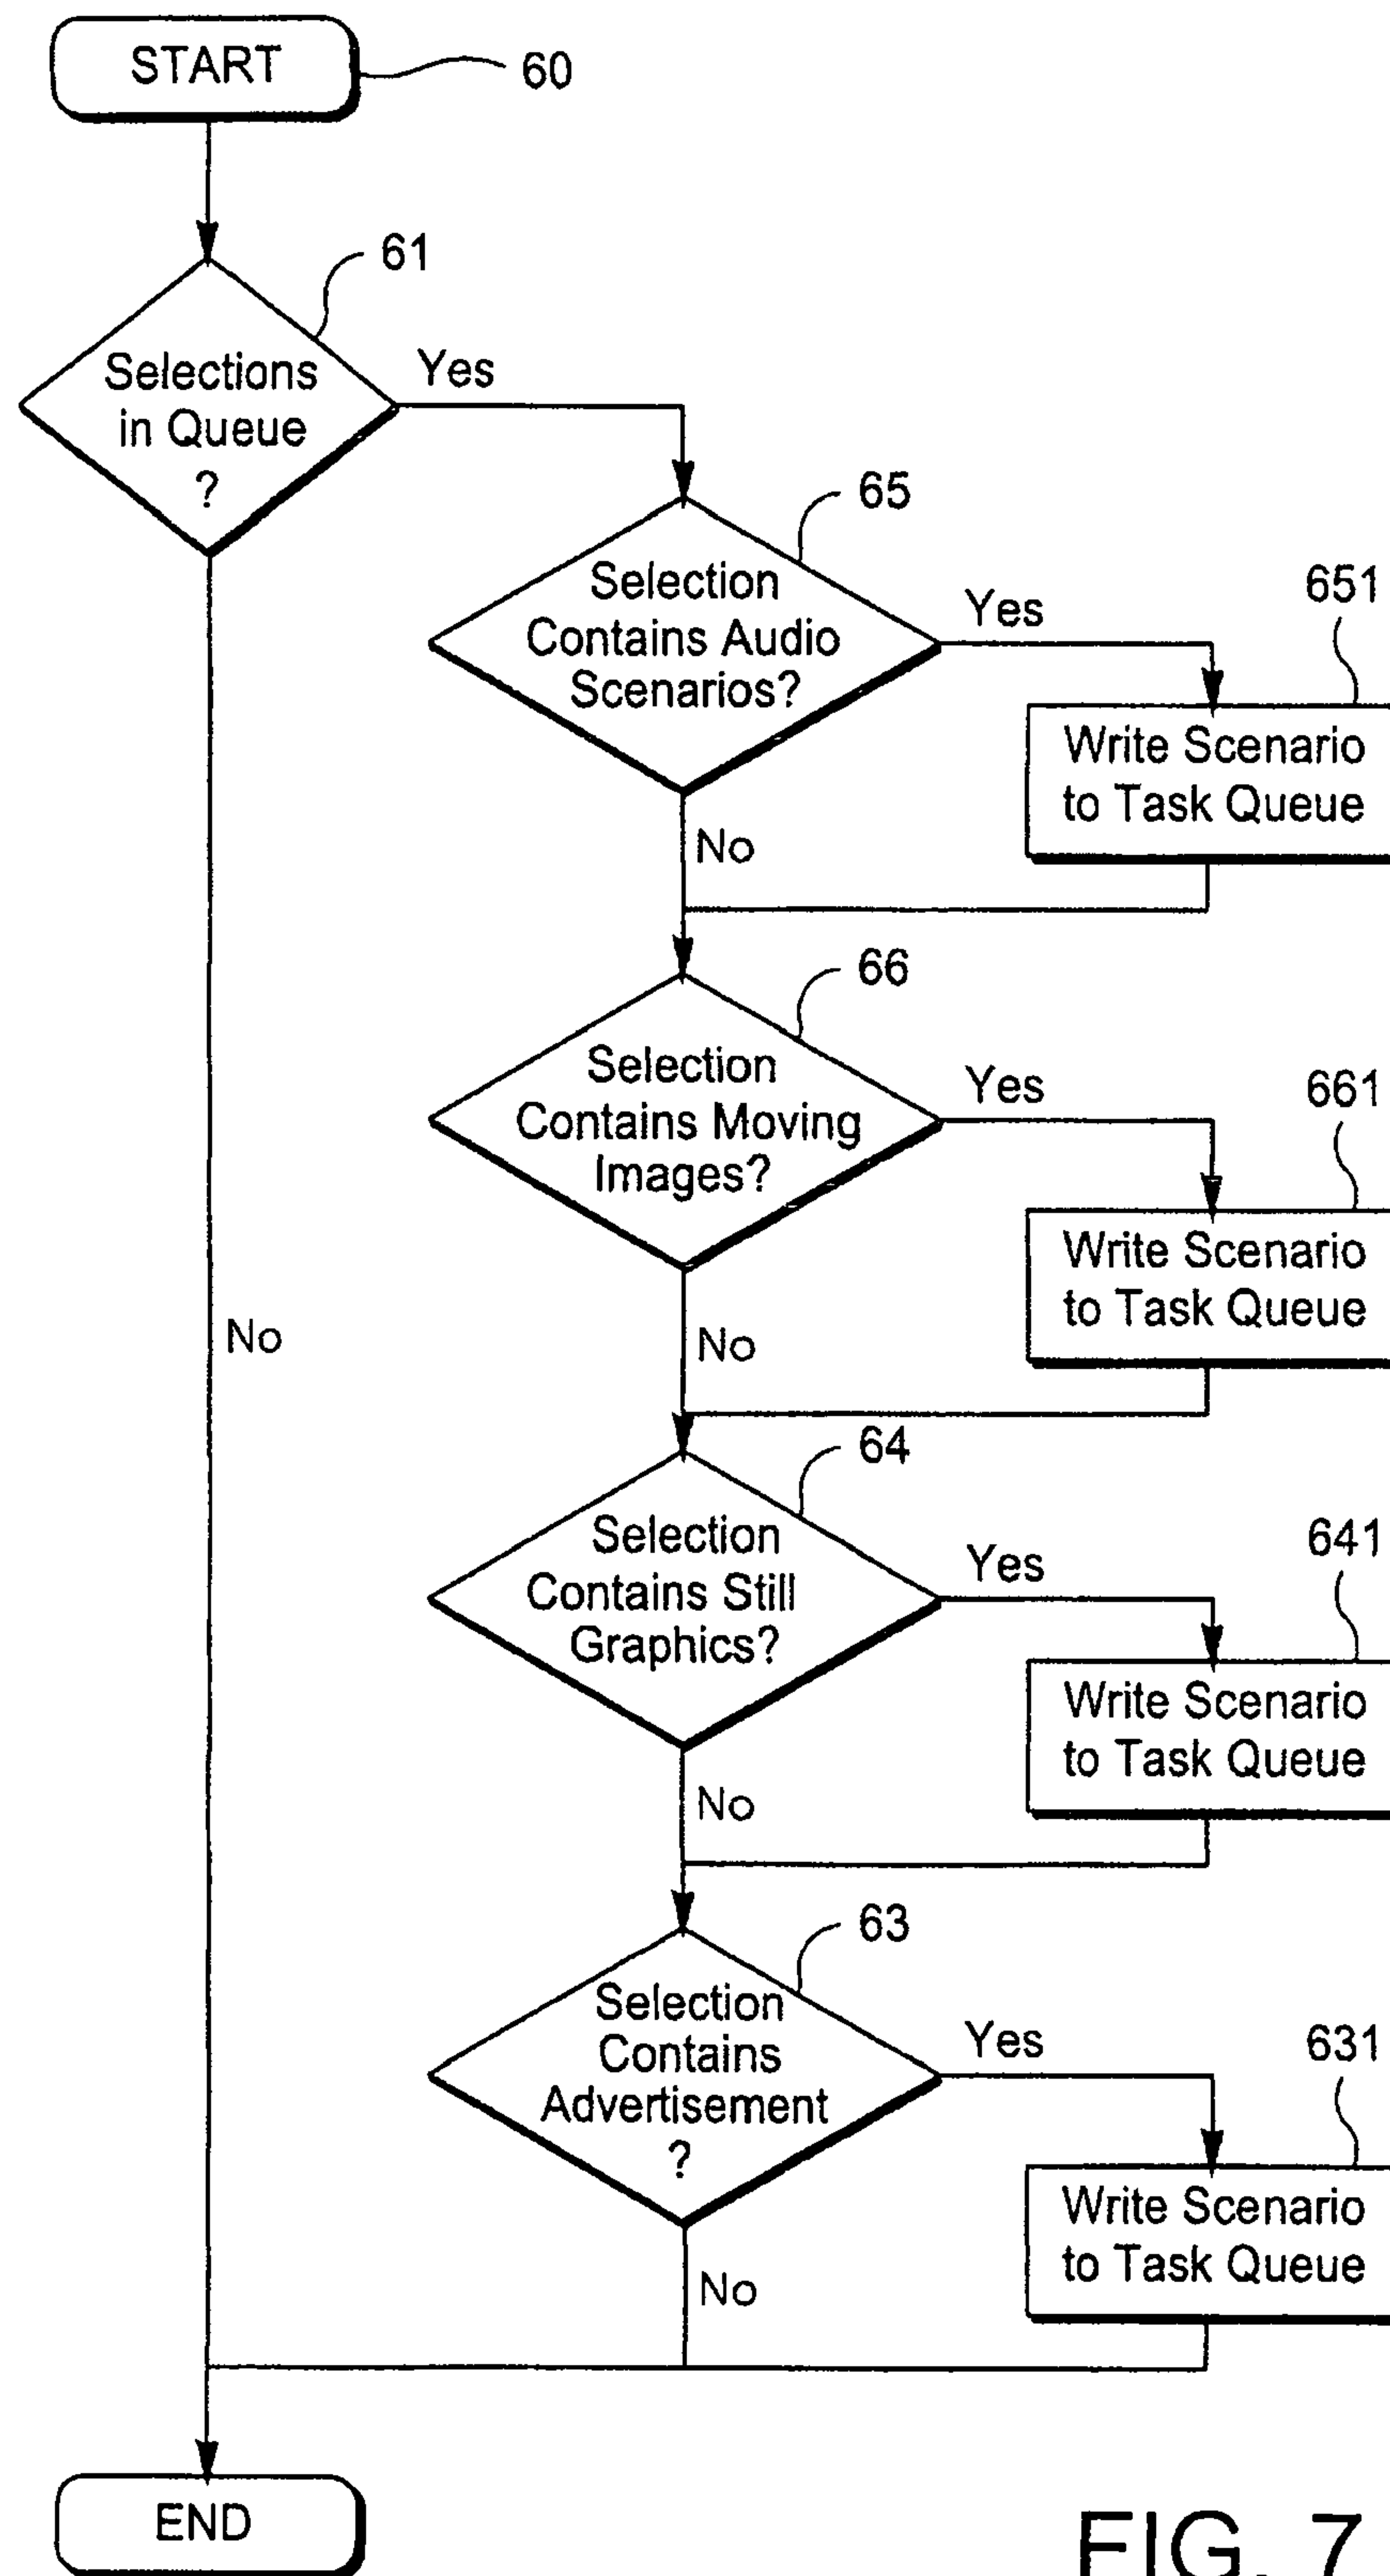 START
60
61
Selections
in Queue
?
Yes
No
65
Selection
Contains Audio
Scenarios?
Yes
No
651
Write Scenario
to Task Queue
66
Selection
Contains Moving
Images?
Yes
No
661
Write Scenario
to Task Queue
64
Selection
Contains Still
Graphics?
Yes
No
641
Write Scenario
to Task Queue
63
Selection
Contains
Advertisement
?
Yes
No
631
Write Scenario
to Task Queue
END
FIG. 7